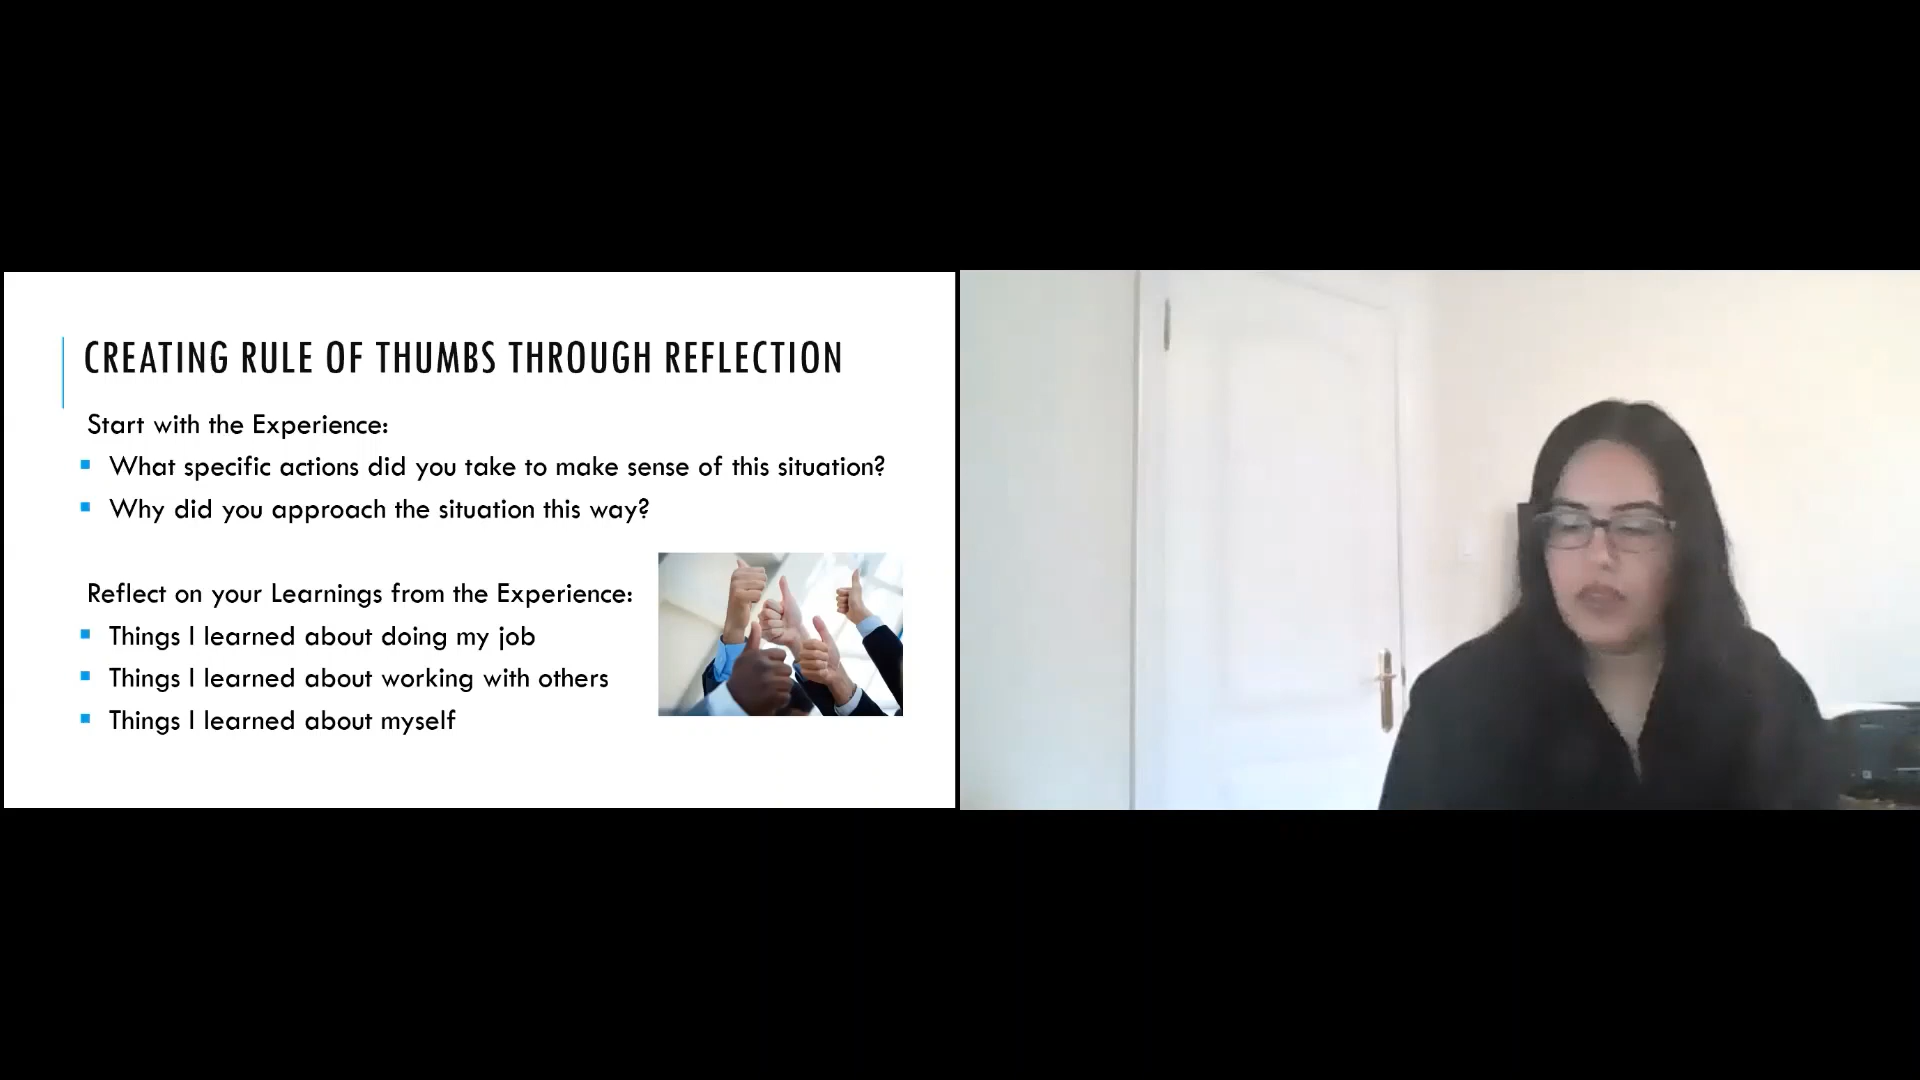 CREATING RULE OF THUMBS THROUGH REFLECTION
Start with the Experience:
What specific actions did you take to make sense of this situation?
Why did you approach the situation this way?
Reflect on your Learnings from the Experience:
Things I learned about doing my job
Things I learned about working with others
Things I learned about myself